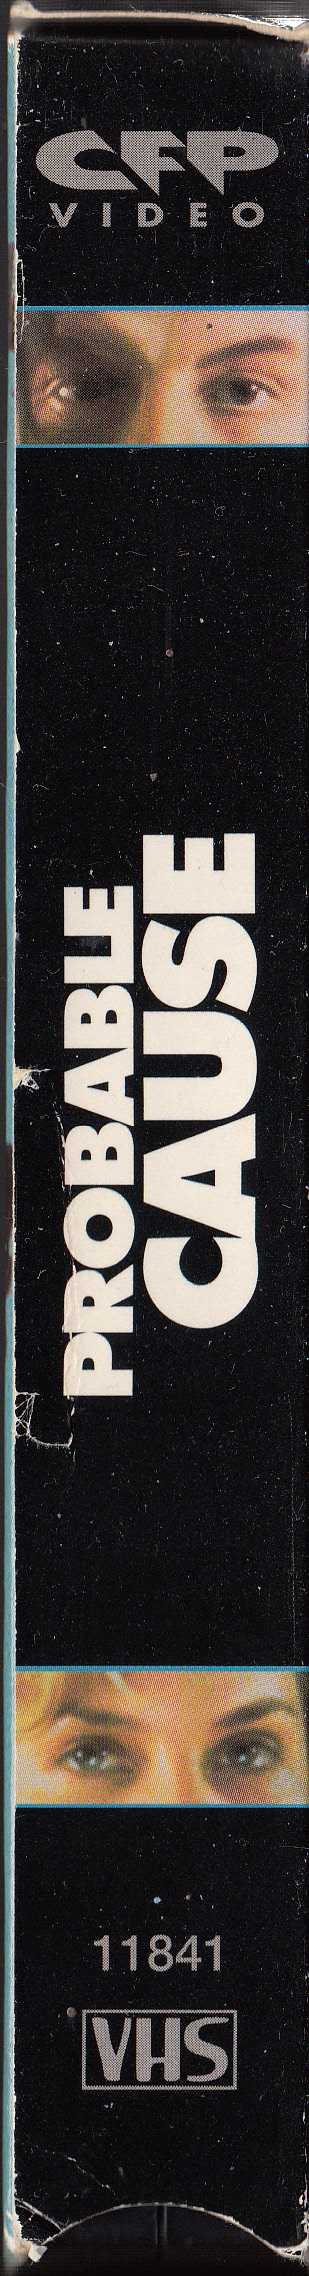 CFP
VIDEO
PROBABLE
CAUSE
11841
VHS